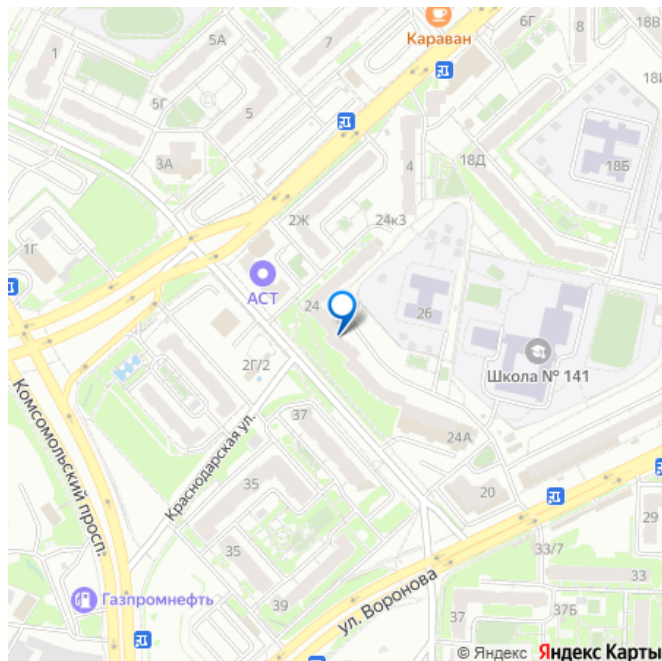 Караван
6Г
8
18В
1
5А
7
18И
5Г
5
3А
4
18Д
18Б
2Ж
24к3
1Г
АСТ
24
26
2Г/2
Школа № 141
37
24А
Комсомольский просп.
Краснодарская ул.
35
20
29
35
33/7
33
Газпромнефть
39
ул. Воронова
37
37Б
© Яндекс Яндекс Карты